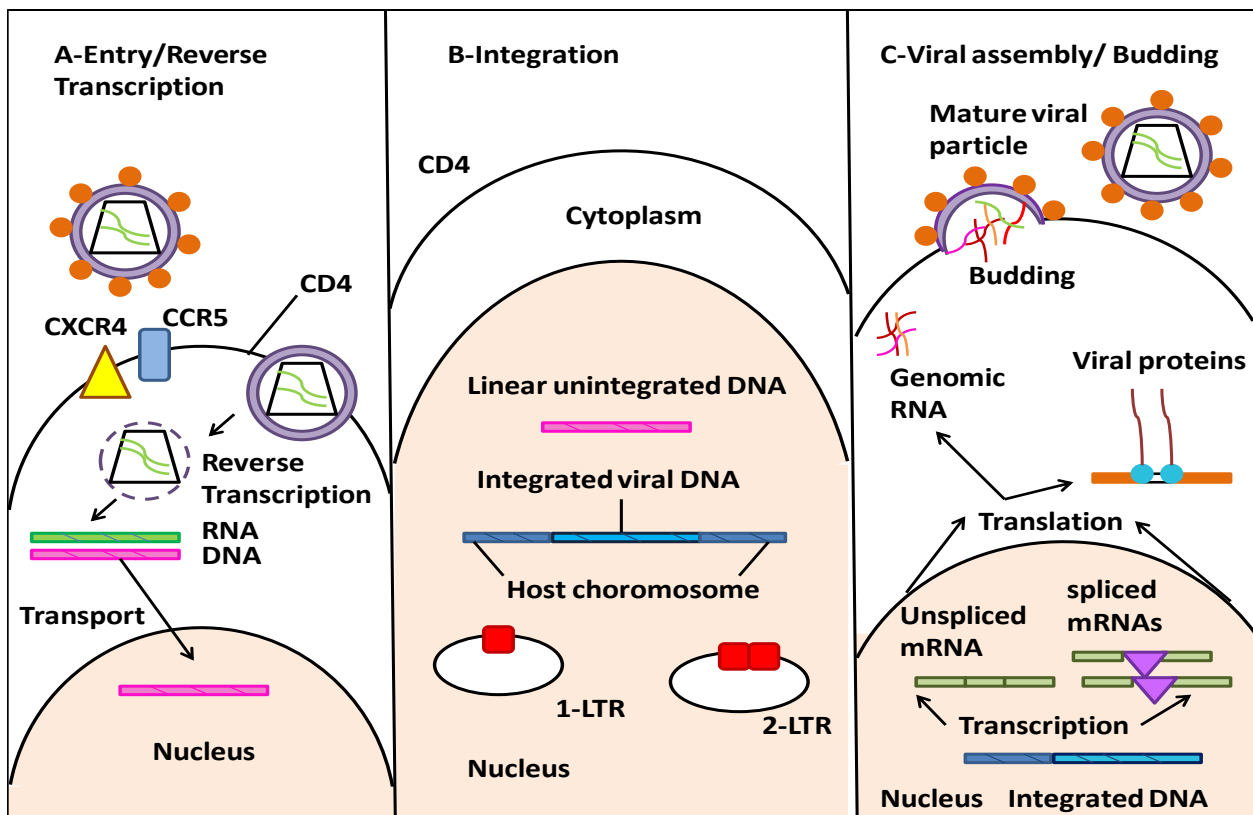 A-Entry/Reverse
Transcription
CXCR4
CCR5
CD4
Reverse
Transcription
RNA
DNA
Transport
Nucleus
B-Integration
CD4
Cytoplasm
Linear unintegrated DNA
Integrated viral DNA
Host choromosome
1-LTR
2-LTR
Nucleus
C-Viral assembly/ Budding
Mature viral
particle
Budding
Genomic
RNA
Viral proteins
Translation
Unspliced
mRNA
spliced
mRNAs
Transcription
Nucleus
Integrated DNA